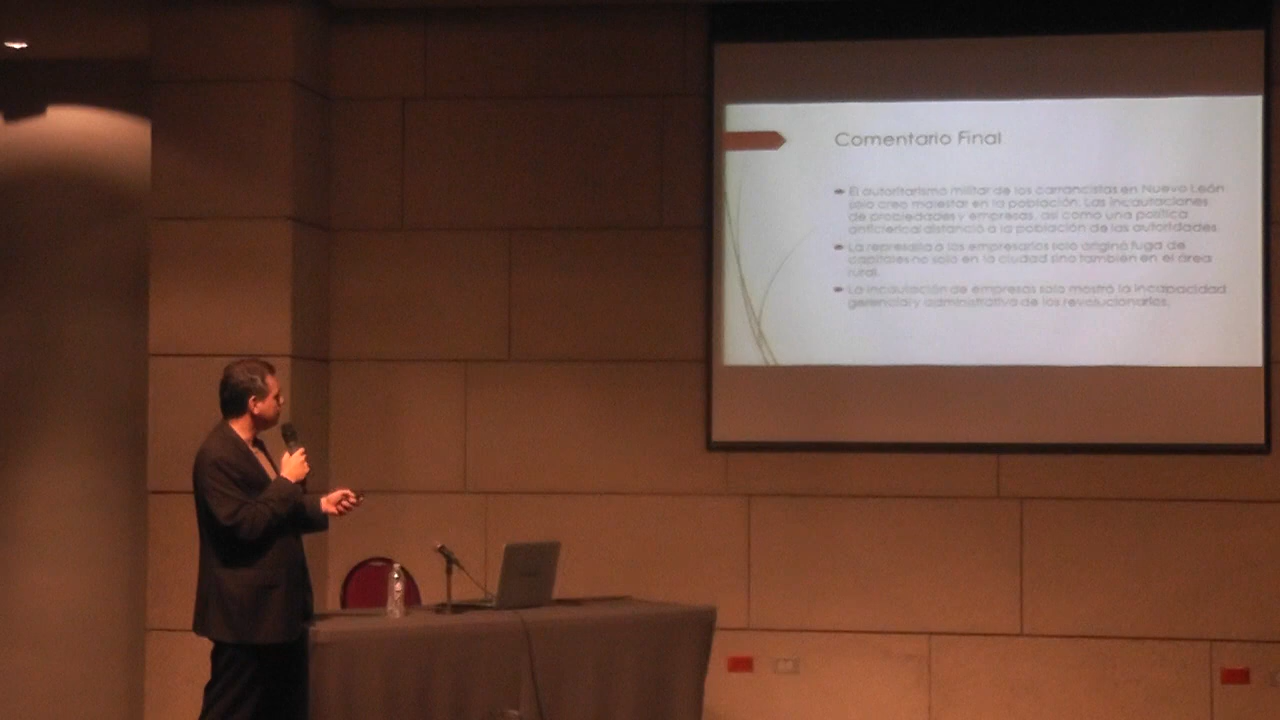 Comentario Final
El autoritarismo militar de los carrancistas en Nuevo León
solo creo malestar en la población. Las incautaciones
de propiedades y empresas, así como una política
anticlerical distanció a la población de las autoridades.
La represalia a los empresarios solo originó fuga de
capitales no solo en la ciudad sino también en el área
rural.
La incautación de empresas solo mostró la incapacidad
gerencial y administrativa de los revolucionarios.